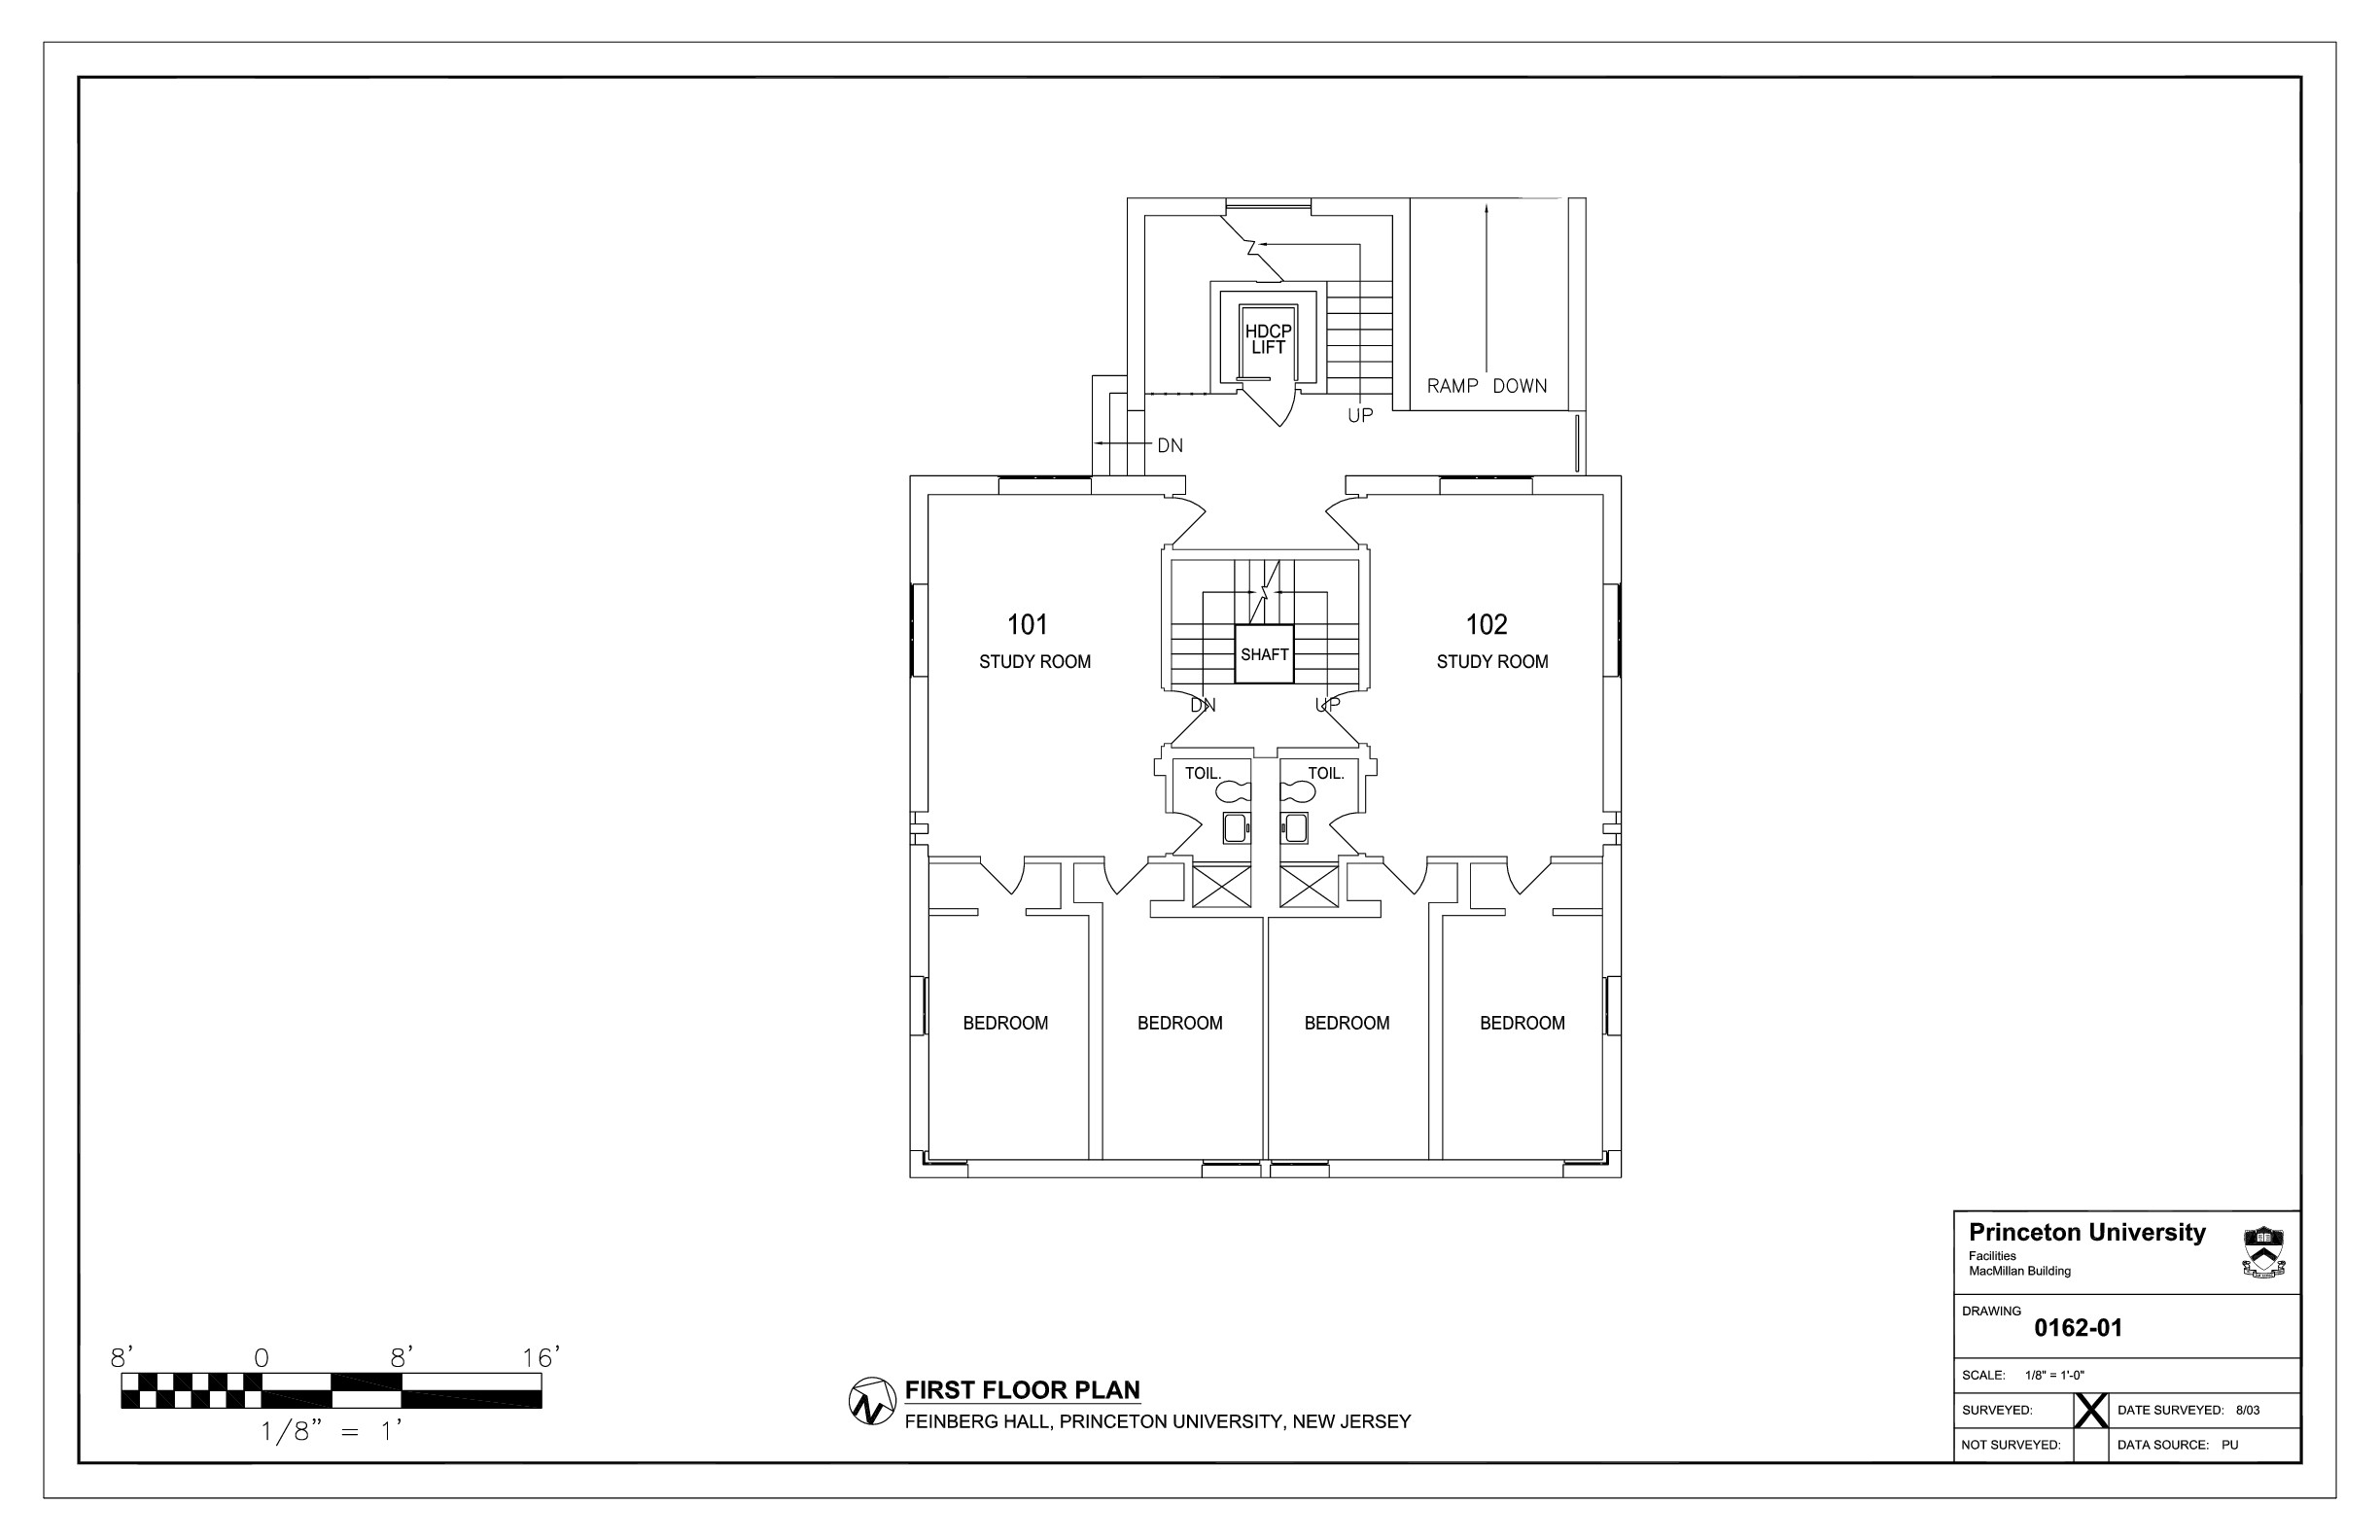 HDCP
LIFT
RAMP DOWN
UP
DN
101
STUDY ROOM
102
STUDY ROOM
SHAFT
DN
UP
TOIL.
TOIL.
BEDROOM
BEDROOM
BEDROOM
BEDROOM
Princeton University
Facilities
MacMillan Building
DRAWING
0162-01
SCALE: 1/8" = 1'-0"
SURVEYED: X DATE SURVEYED: 8/03
NOT SURVEYED: DATA SOURCE: PU
8' 0 8' 16'
1/8" = 1'
N
FIRST FLOOR PLAN
FEINBERG HALL, PRINCETON UNIVERSITY, NEW JERSEY